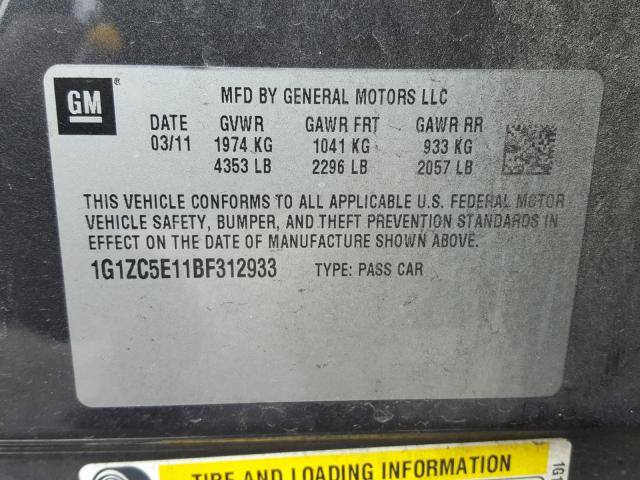 GM®
MFD BY GENERAL MOTORS LLC
DATE GVWR GAWR FRT GAWR RR
03/11 1974 KG 1041 KG 933 KG
4353 LB 2296 LB 2057 LB
THIS VEHICLE CONFORMS TO ALL APPLICABLE U.S. FEDERAL MOTOR
VEHICLE SAFETY, BUMPER, AND THEFT PREVENTION STANDARDS IN
EFFECT ON THE DATE OF MANUFACTURE SHOWN ABOVE.
1G1ZC5E11BF312933 TYPE: PASS CAR
TIRE AND LOADING INFORMATION